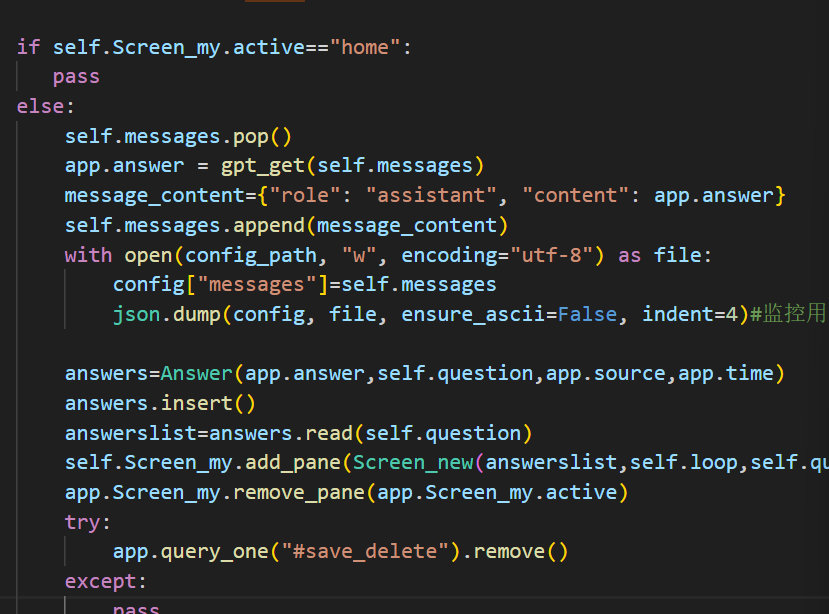 if self.Screen_my.active=="home":
pass
else:
self.messages.pop()
app.answer = gpt_get(self.messages)
message_content={"role": "assistant", "content": app.answer}
self.messages.append(message_content)
with open(config_path, "w", encoding="utf-8") as file:
config["messages"]=self.messages
json.dump(config, file, ensure_ascii=False, indent=4)#监控用
answers=Answer(app.answer,self.question,app.source,app.time)
answers.insert()
answerslist=answers.read(self.question)
self.Screen_my.add_pane(Screen_new(answerslist,self.loop,self.qu
app.Screen_my.remove_pane(app.Screen_my.active)
try:
app.query_one("#save_delete").remove()
except:
pass